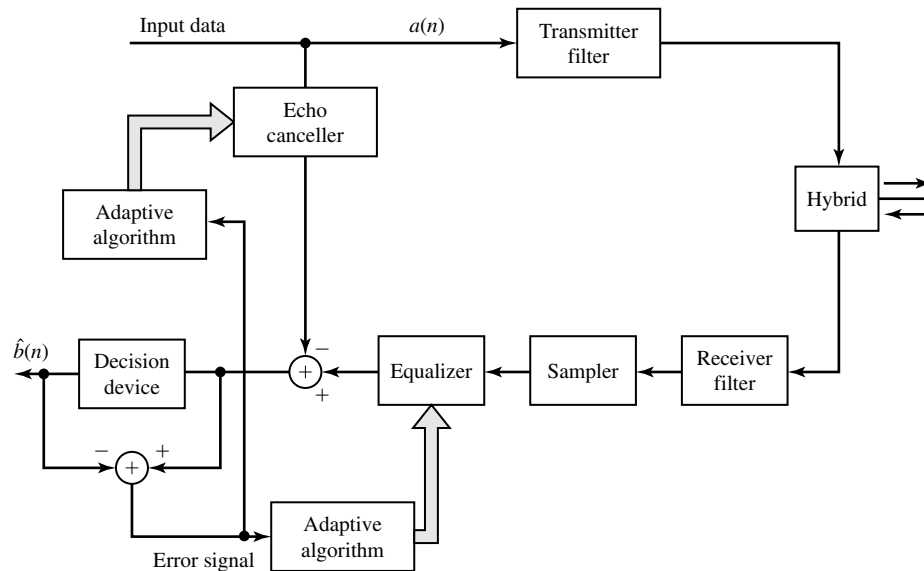 Input data
a(n)
Transmitter
filter
Echo
canceller
Hybrid
Adaptive
algorithm
b̂(n)
Decision
device
−
+
+
Equalizer
Sampler
Receiver
filter
−
+
+
Adaptive
algorithm
Error signal